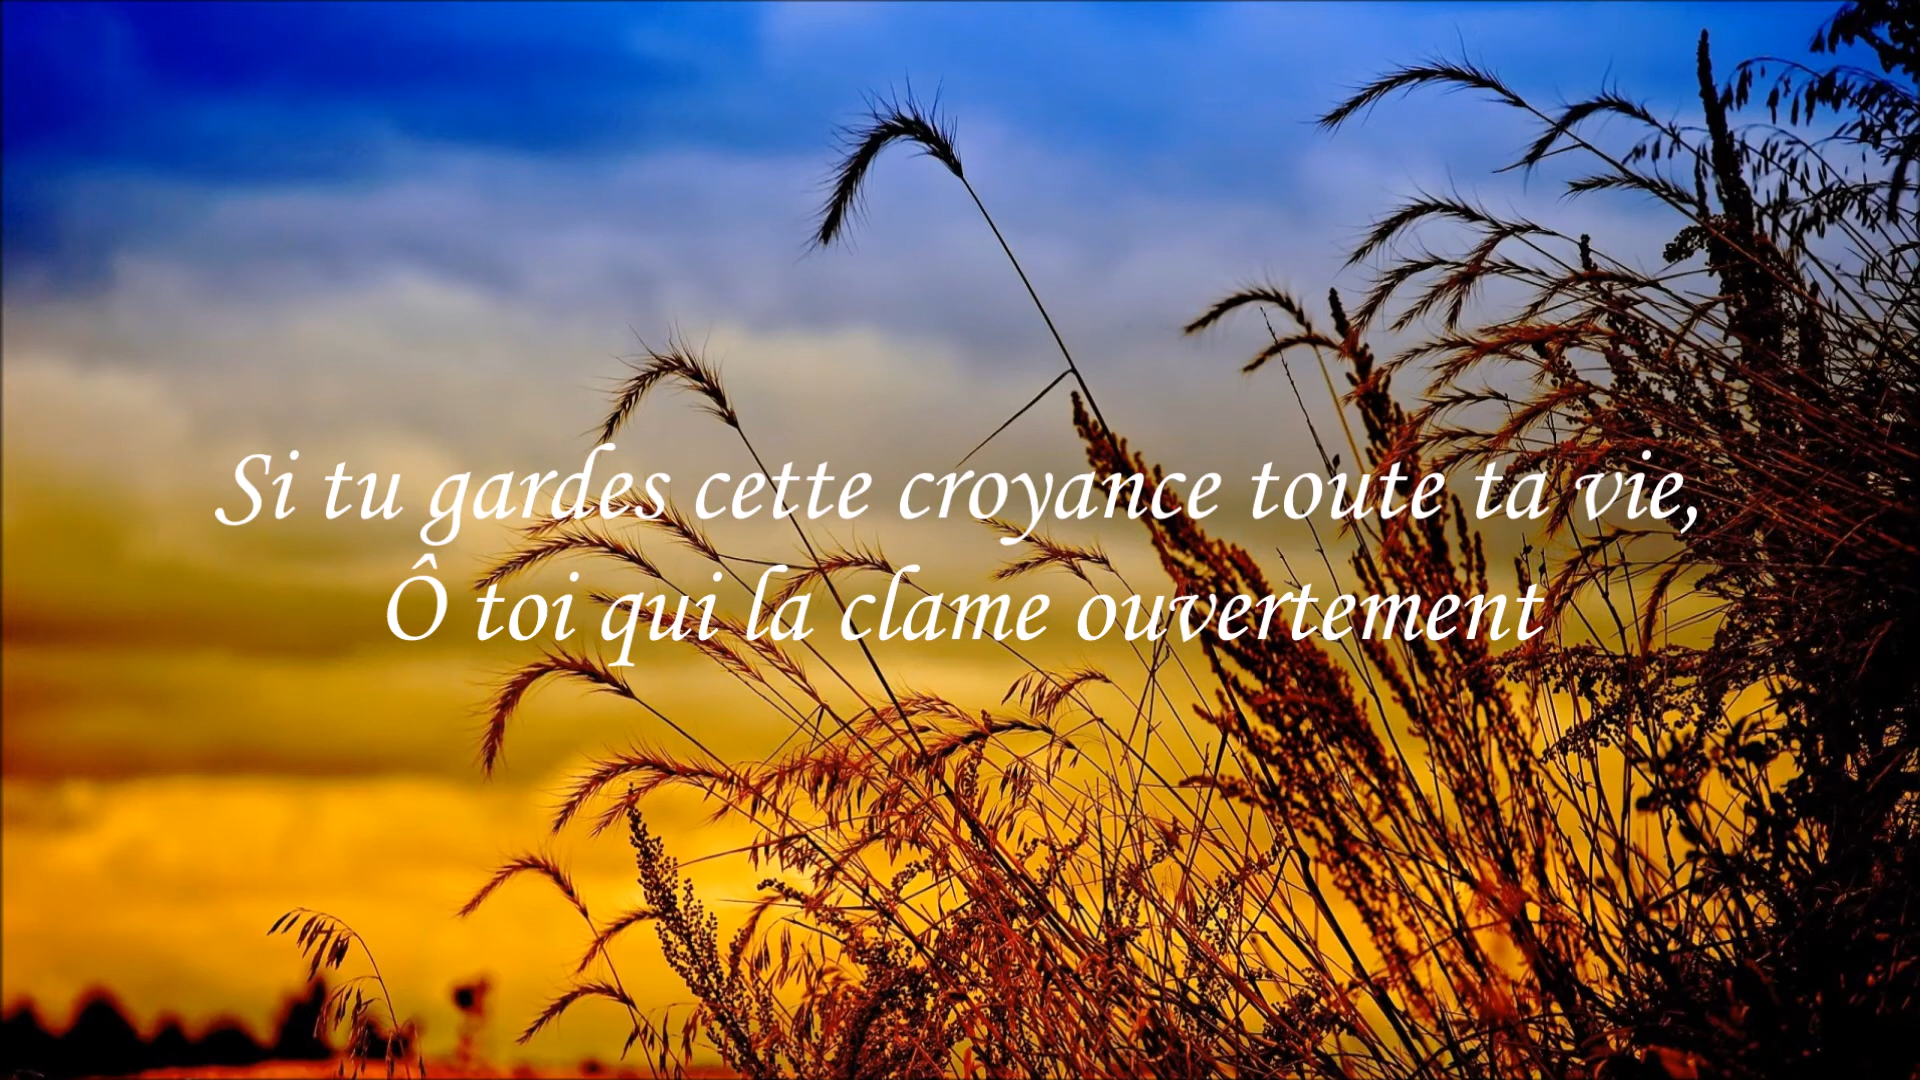 Si tu gardes cette croyance toute ta vie,
Ô toi qui la clame ouvertement